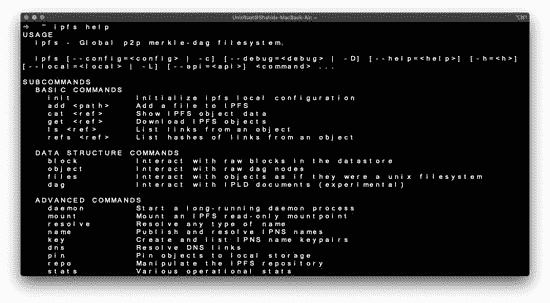 UnixRoot@Shahids-MacBook-Air: ~
➜ ~ ipfs help
USAGE
ipfs - Global p2p merkle-dag filesystem.
ipfs [--config=<config> | -c] [--debug=<debug> | -D] [--help=<help>] [-h=<h>]
[--local=<local> | -L] [--api=<api>] <command> ...
SUBCOMMANDS
BASIC COMMANDS
init Initialize ipfs local configuration
add <path> Add a file to IPFS
cat <ref> Show IPFS object data
get <ref> Download IPFS objects
ls <ref> List links from an object
refs <ref> List hashes of links from an object
DATA STRUCTURE COMMANDS
block Interact with raw blocks in the datastore
object Interact with raw dag nodes
files Interact with objects as if they were a unix filesystem
dag Interact with IPLD documents (experimental)
ADVANCED COMMANDS
daemon Start a long-running daemon process
mount Mount an IPFS read-only mountpoint
resolve Resolve any type of name
name Publish and resolve IPNS names
key Create and list IPNS name keypairs
dns Resolve DNS links
pin Pin objects to local storage
repo Manipulate the IPFS repository
stats Various operational stats